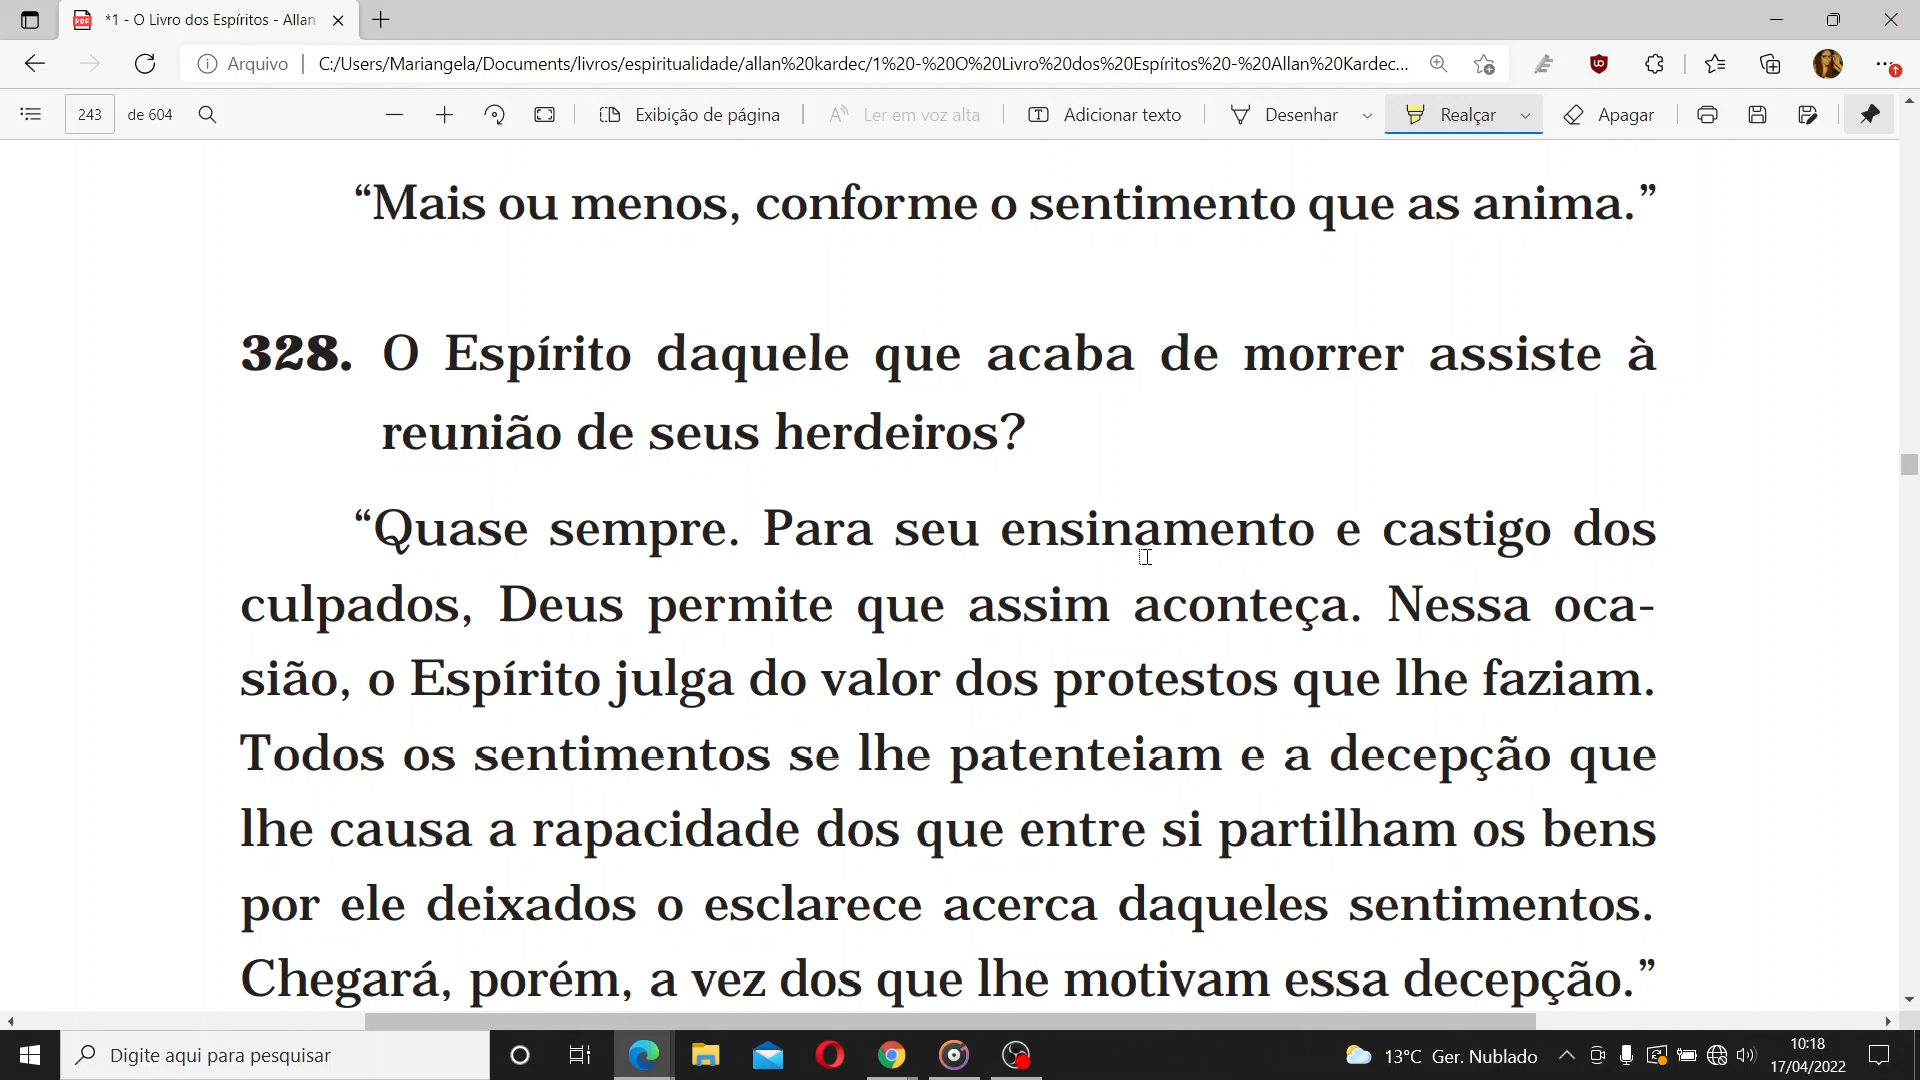 *1 - O Livro dos Espíritos - Allan
Arquivo C:/Users/Mariangela/Documents/livros/espiritualidade/allan%20kardec/1%20-%20O%20Livro%20dos%20Espíritos%20-%20Allan%20Kardec...
243 de 604 Exibição de página Ler em voz alta Adicionar texto Desenhar Realçar Apagar
“Mais ou menos, conforme o sentimento que as anima.”
328. O Espírito daquele que acaba de morrer assiste à
reunião de seus herdeiros?
“Quase sempre. Para seu ensinamento e castigo dos
culpados, Deus permite que assim aconteça. Nessa oca-
sião, o Espírito julga do valor dos protestos que lhe faziam.
Todos os sentimentos se lhe patenteiam e a decepção que
lhe causa a rapacidade dos que entre si partilham os bens
por ele deixados o esclarece acerca daqueles sentimentos.
Chegará, porém, a vez dos que lhe motivam essa decepção.”
Digite aqui para pesquisar
13°C Ger. Nublado
10:18
17/04/2022